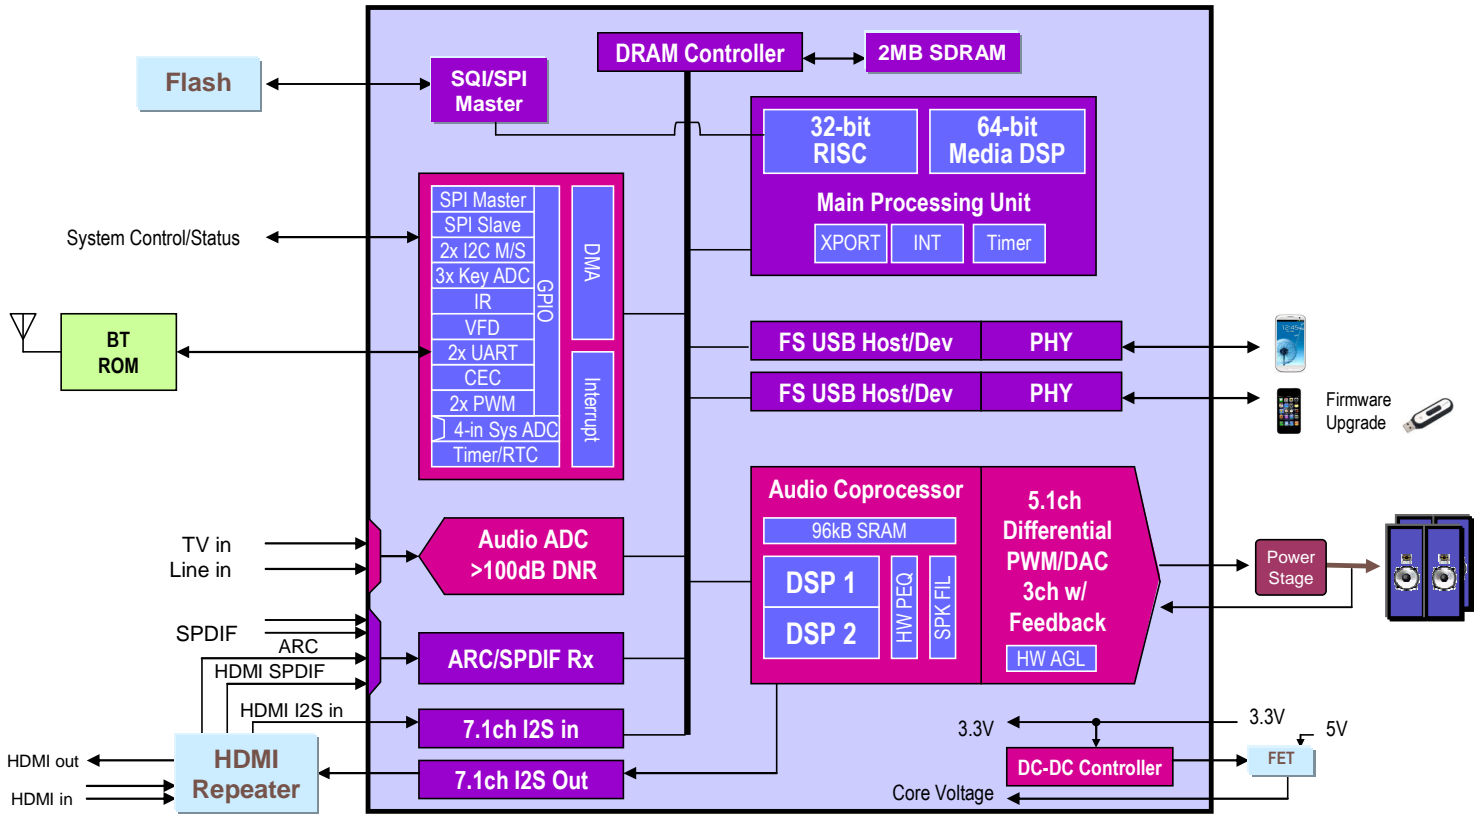 DRAM Controller
2MB SDRAM
Flash
SQI/SPI
Master
32-bit
RISC
64-bit
Media DSP
Main Processing Unit
XPORT
INT
Timer
SPI Master
SPI Slave
2x I2C M/S
3x Key ADC
IR
VFD
2x UART
CEC
2x PWM
4-in Sys ADC
Timer/RTC
GPIO
DMA
Interrupt
System Control/Status
BT
ROM
FS USB Host/Dev
PHY
FS USB Host/Dev
PHY
12:45
Firmware
Upgrade
Audio Coprocessor
96kB SRAM
DSP 1
DSP 2
HW PEQ
SPK FIL
5.1ch
Differential
PWM/DAC
3ch w/
Feedback
HW AGL
Power
Stage
TV in
Line in
Audio ADC
>100dB DNR
SPDIF
ARC
HDMI SPDIF
ARC/SPDIF Rx
HDMI I2S in
7.1ch I2S in
7.1ch I2S Out
HDMI
Repeater
HDMI out
HDMI in
3.3V
3.3V
5V
DC-DC Controller
FET
Core Voltage